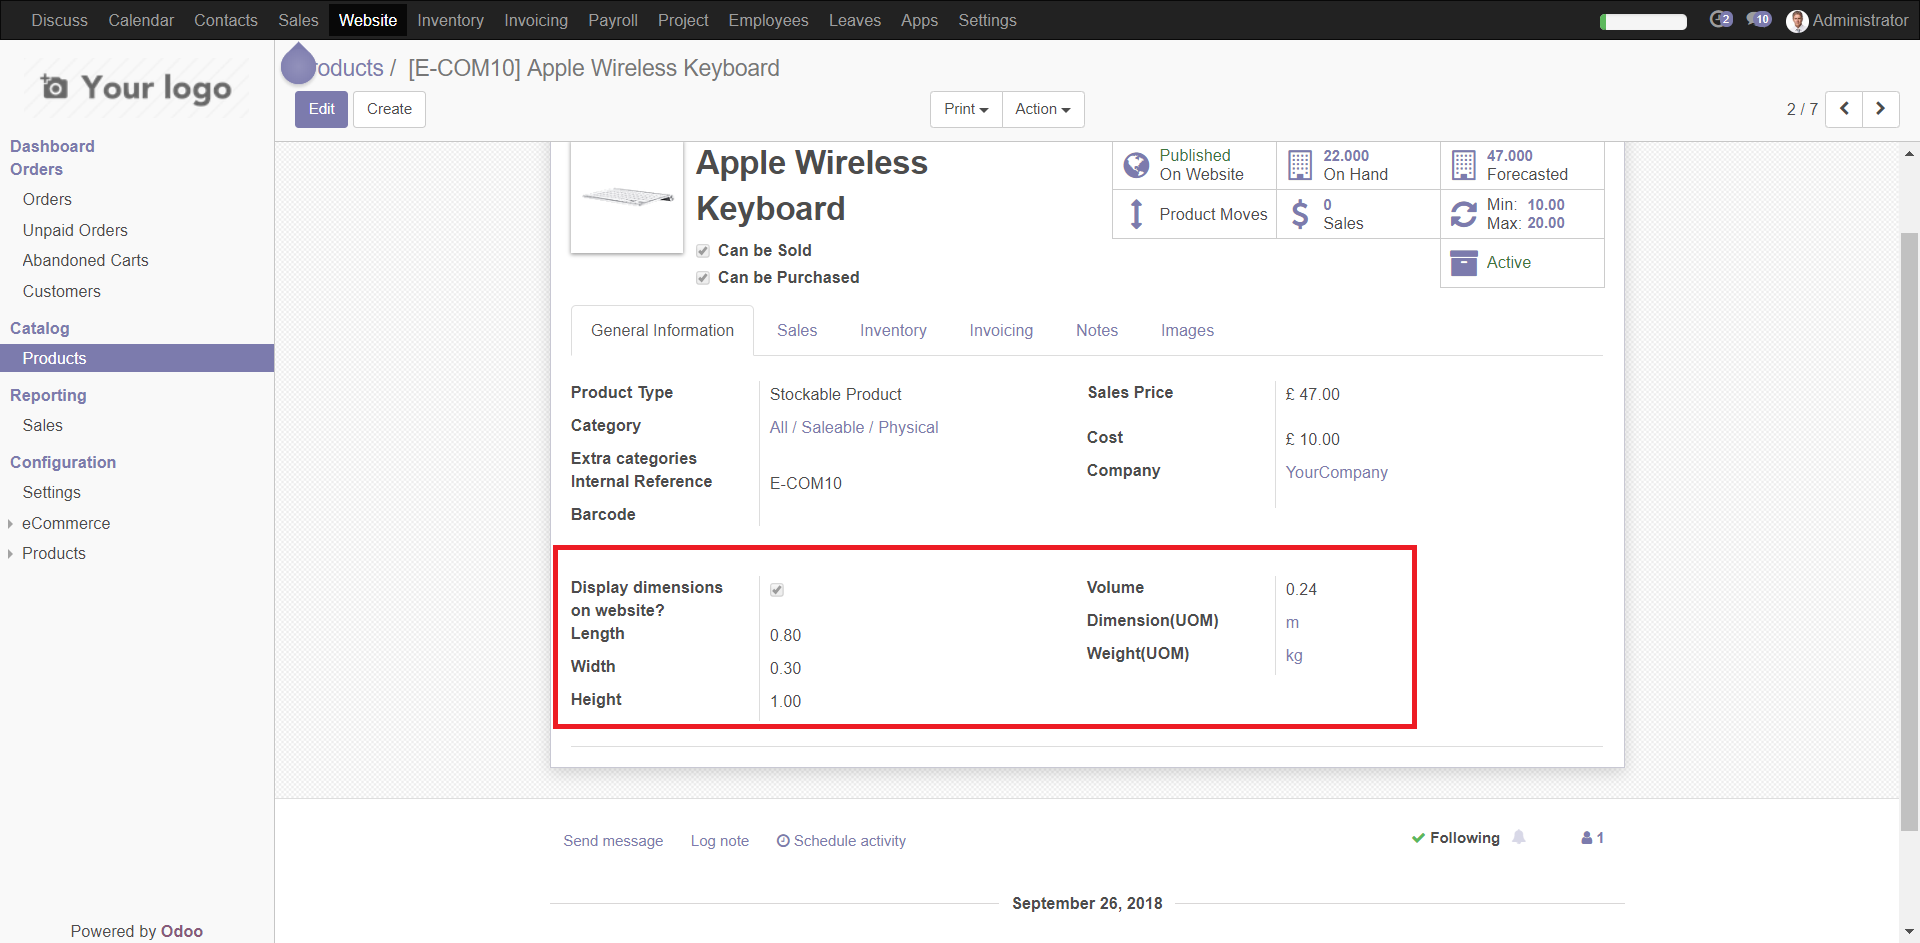 Discuss Calendar Contacts Sales Website Inventory Invoicing Payroll Project Employees Leaves Apps Settings 2 10 Administrator
Your logo
Dashboard
Orders
Orders
Unpaid Orders
Abandoned Carts
Customers
Catalog
Products
Reporting
Sales
Configuration
Settings
eCommerce
Products
Powered by Odoo
roducts / [E-COM10] Apple Wireless Keyboard
Edit Create Print Action 2 / 7
Apple Wireless
Keyboard
Can be Sold
Can be Purchased
Published
On Website
22.000
On Hand
47.000
Forecasted
Product Moves
0
Sales
Min: 10.00
Max: 20.00
Active
General Information Sales Inventory Invoicing Notes Images
Product Type Stockable Product
Category All / Saleable / Physical
Extra categories
Internal Reference E-COM10
Barcode
Sales Price £ 47.00
Cost £ 10.00
Company YourCompany
Display dimensions
on website?
Length 0.80
Width 0.30
Height 1.00
Volume 0.24
Dimension(UOM) m
Weight(UOM) kg
Send message Log note Schedule activity Following 1
September 26, 2018